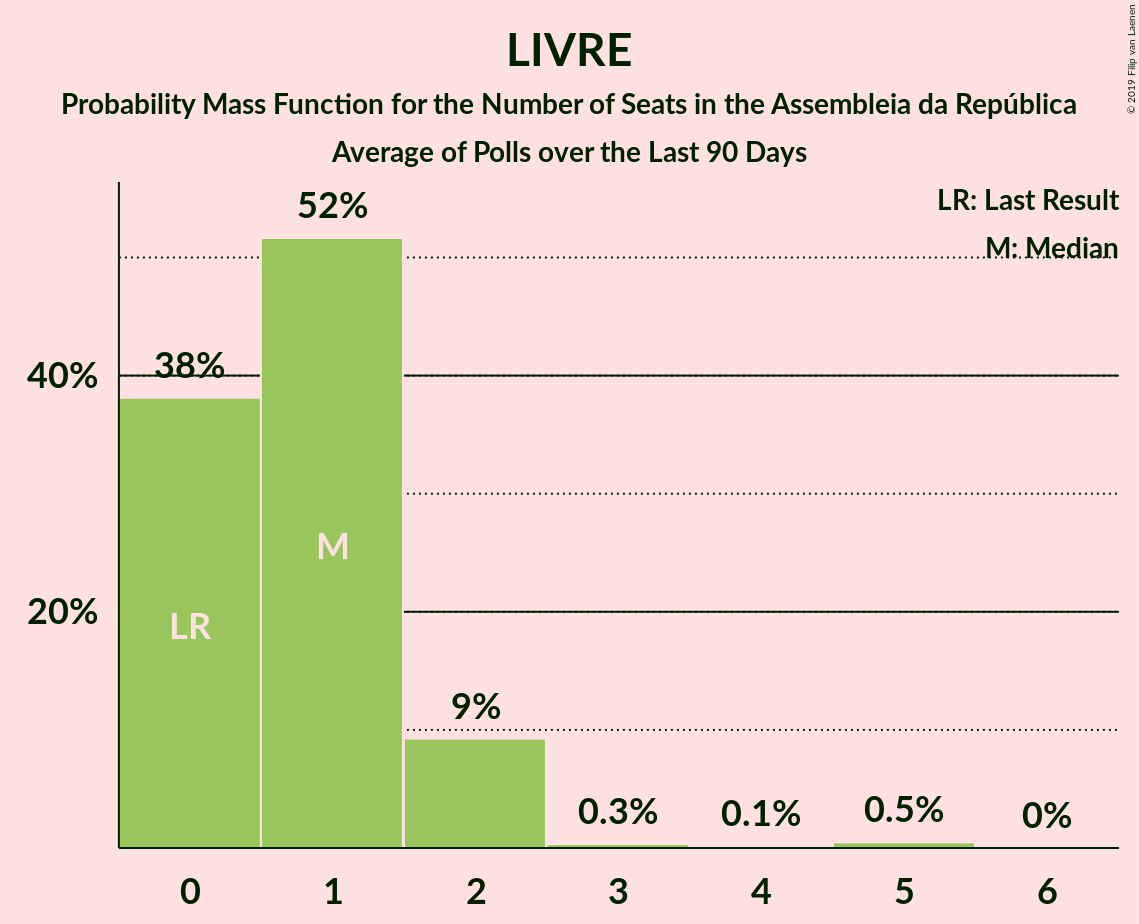 LIVRE
Probability Mass Function for the Number of Seats in the Assembleia da República
Average of Polls over the Last 90 Days
© 2019 Filip van Laenen
LR: Last Result
M: Median
52%
38%
40%
M
LR
20%
9%
0.3%
0.1%
0.5%
0%
0 1 2 3 4 5 6